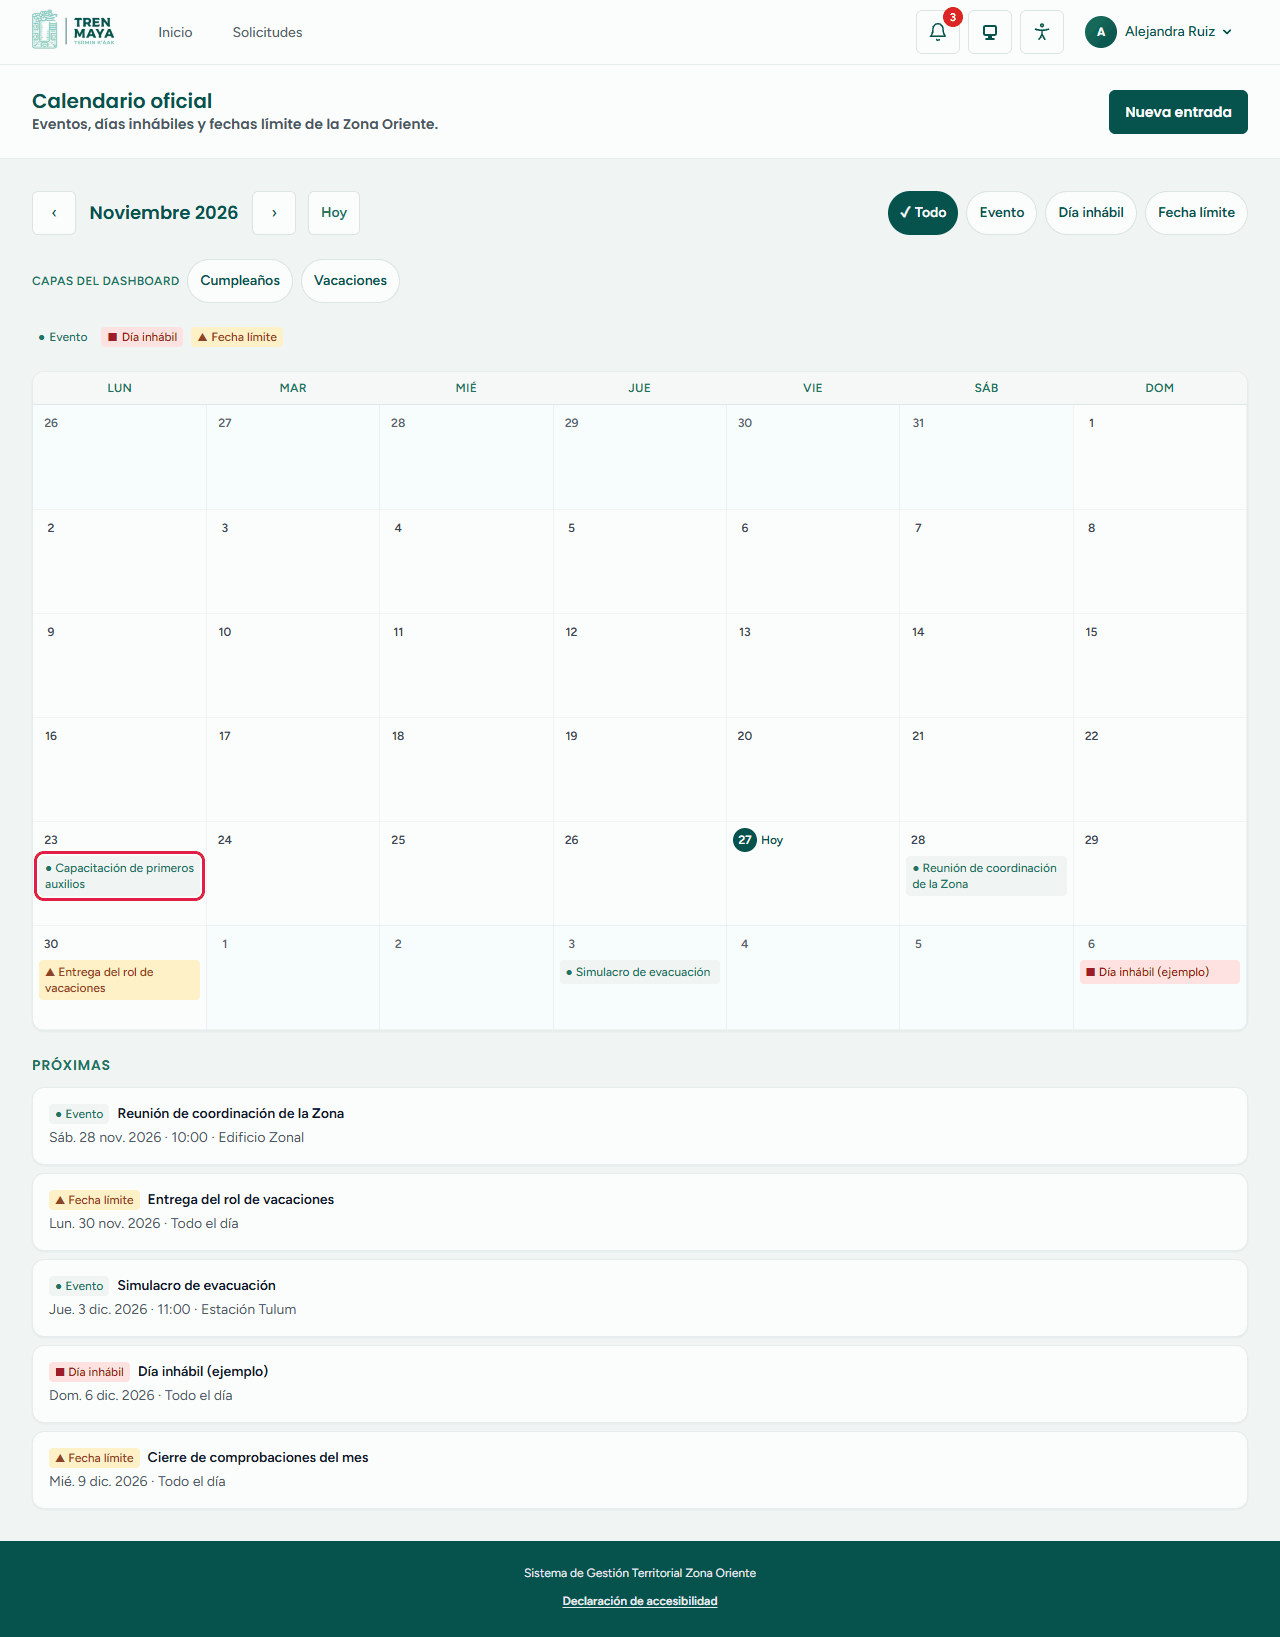 TREN
MAYA
TSÍIMIN K'ÁAK
Inicio
Solicitudes
3
A
Alejandra Ruiz
Calendario oficial
Eventos, días inhábiles y fechas límite de la Zona Oriente.
Nueva entrada
‹
Noviembre 2026
›
Hoy
✓ Todo
Evento
Día inhábil
Fecha límite
CAPAS DEL DASHBOARD
Cumpleaños
Vacaciones
● Evento
■ Día inhábil
▲ Fecha límite
LUN MAR MIÉ JUE VIE SÁB DOM
26 27 28 29 30 31 1
2 3 4 5 6 7 8
9 10 11 12 13 14 15
16 17 18 19 20 21 22
23 24 25 26 27 Hoy 28 29
● Capacitación de primeros
auxilios
● Reunión de coordinación
de la Zona
30 1 2 3 4 5 6
▲ Entrega del rol de
vacaciones
● Simulacro de evacuación
■ Día inhábil (ejemplo)
PRÓXIMAS
● Evento Reunión de coordinación de la Zona
Sáb. 28 nov. 2026 · 10:00 · Edificio Zonal
▲ Fecha límite Entrega del rol de vacaciones
Lun. 30 nov. 2026 · Todo el día
● Evento Simulacro de evacuación
Jue. 3 dic. 2026 · 11:00 · Estación Tulum
■ Día inhábil Día inhábil (ejemplo)
Dom. 6 dic. 2026 · Todo el día
▲ Fecha límite Cierre de comprobaciones del mes
Mié. 9 dic. 2026 · Todo el día
Sistema de Gestión Territorial Zona Oriente
Declaración de accesibilidad